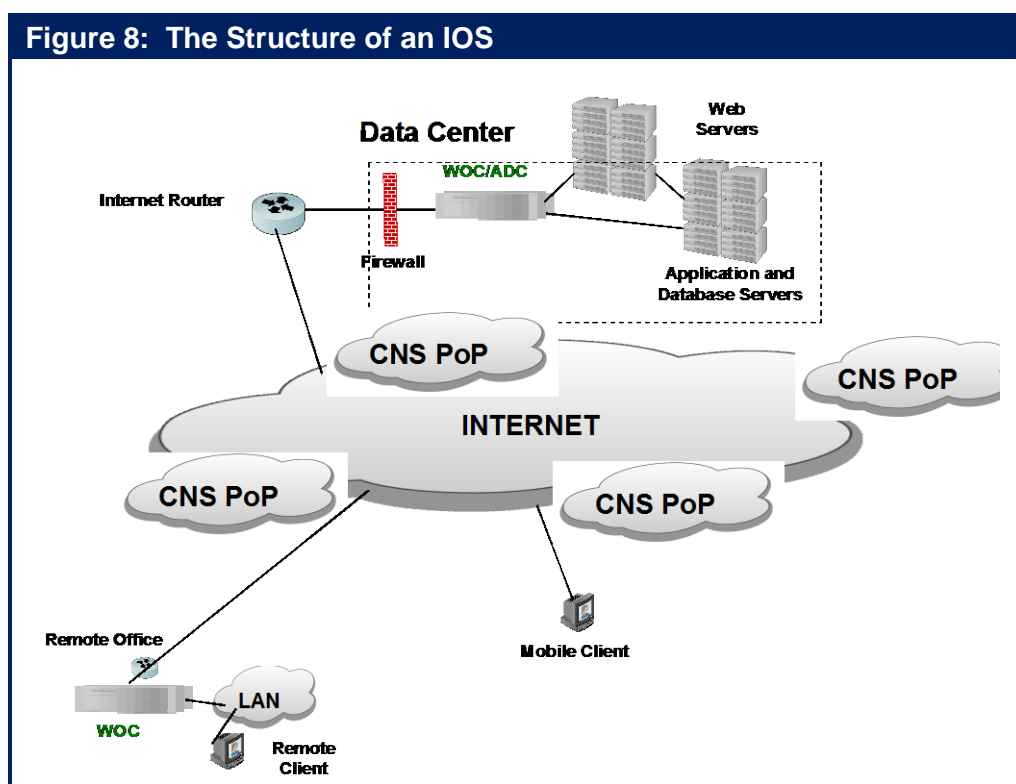 Figure 8: The Structure of an IOS
Web
Servers
Data Center
WOC/ADC
Internet Router
Firewall
Application and
Database Servers
CNS PoP
CNS PoP
INTERNET
CNS PoP
CNS PoP
Remote Office
Mobile Client
LAN
WOC
Remote
Client